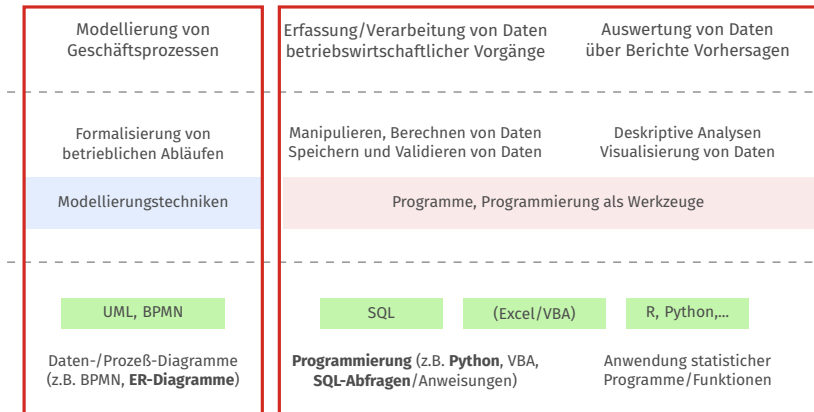 Modellierung von
Geschäftsprozessen
Erfassung/Verarbeitung von Daten
betriebswirtschaftlicher Vorgänge
Auswertung von Daten
über Berichte Vorhersagen
Formalisierung von
betrieblichen Abläufen
Manipulieren, Berechnen von Daten
Speichern und Validieren von Daten
Deskriptive Analysen
Visualisierung von Daten
Modellierungstechniken
Programme, Programmierung als Werkzeuge
UML, BPMN
SQL
(Excel/VBA)
R, Python,...
Daten-/Prozeß-Diagramme
(z.B. BPMN, ER-Diagramme)
Programmierung (z.B. Python, VBA,
SQL-Abfragen/Anweisungen)
Anwendung statisticher
Programme/Funktionen